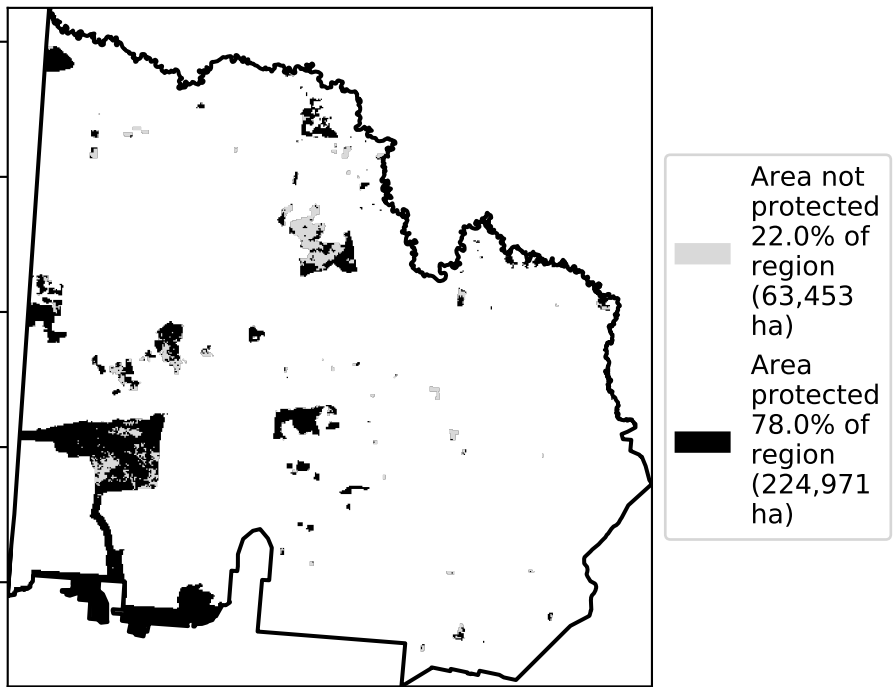 Area not
protected
22.0% of
region
(63,453
ha)
Area
protected
78.0% of
region
(224,971
ha)